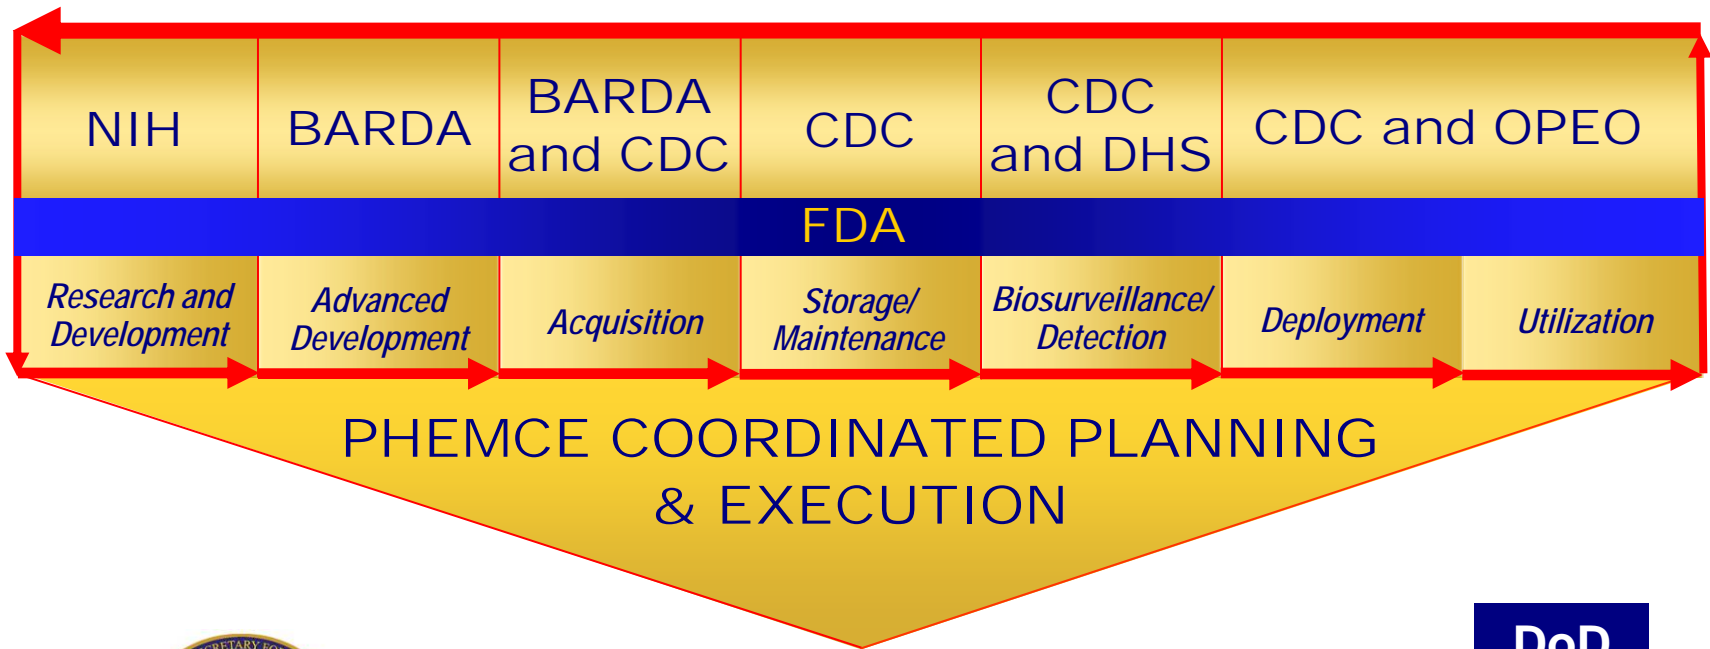 NIH
BARDA
BARDA
and CDC
CDC
CDC
and DHS
CDC and OPEO
FDA
Research and
Development
Advanced
Development
Acquisition
Storage/
Maintenance
Biosurveillance/
Detection
Deployment
Utilization
PHEMCE COORDINATED PLANNING
& EXECUTION
DoD